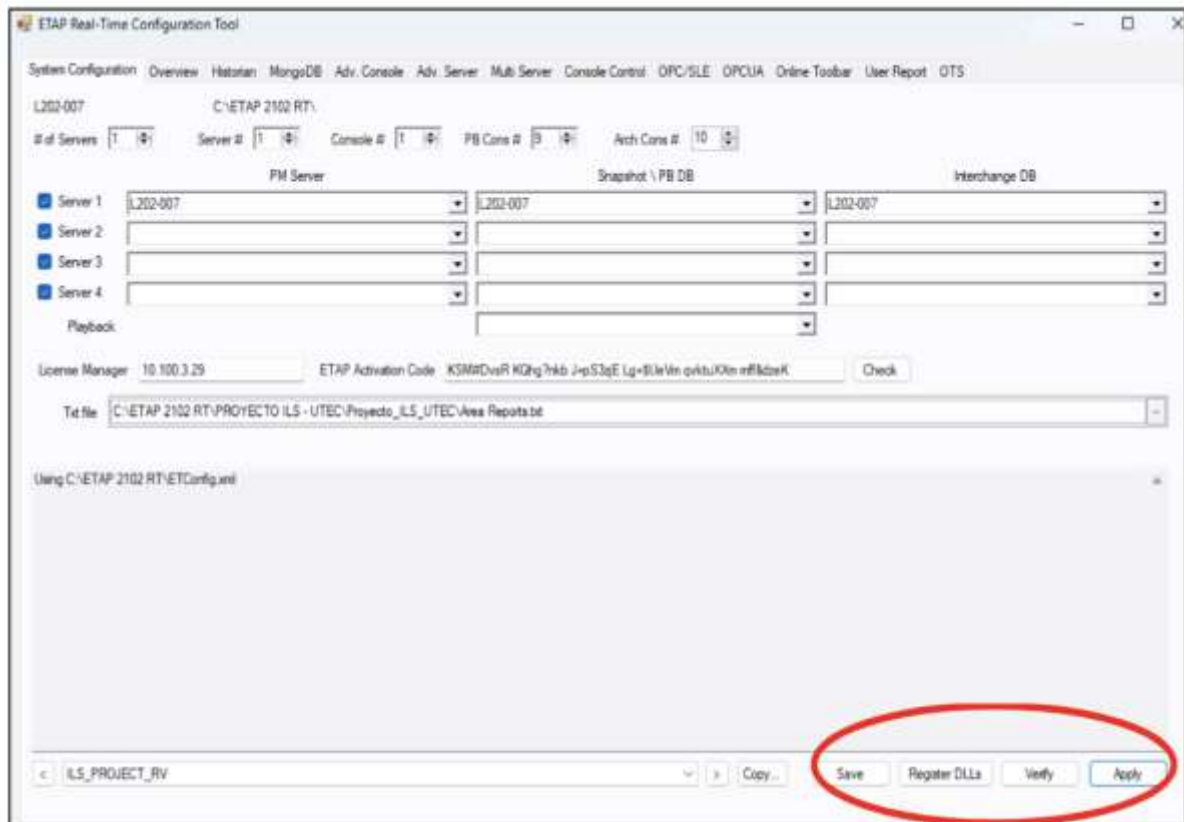 ETAP Real-Time Configuration Tool
System Configuration Overview Historian MongoDB Adv. Console Adv. Server Multi Server Console Control OPC/SLE OPCUA Online Toolbar User Report OTS
L202-007 C:\ETAP 2102 RT\
# of Servers 1 Server # 1 Console # 1 PB Cons # 9 Arch Cons # 10
PM Server Snapshot \ PB DB Interchange DB
Server 1 L202-007 L202-007 L202-007
Server 2
Server 3
Server 4
Playback
License Manager 10.100.3.29 ETAP Activation Code Check
Txt file C:\ETAP 2102 RT\PROYECTO ILS - UTEC\Proyecto_ILS_UTEC\Area Reports.txt
Using C:\ETAP 2102 RT\ETConfig.xml
< ILS_PROJECT_RV > Copy... Save Register DLLs Verify Apply